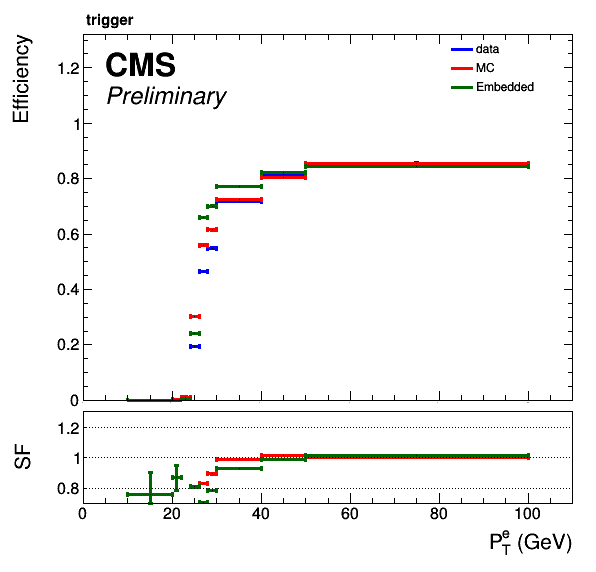 trigger
CMS
Preliminary
data
MC
Embedded
Efficiency
1.2
1
0.8
0.6
0.4
0.2
0
SF
1.2
1
0.8
0 20 40 60 80 100
P_T^e (GeV)